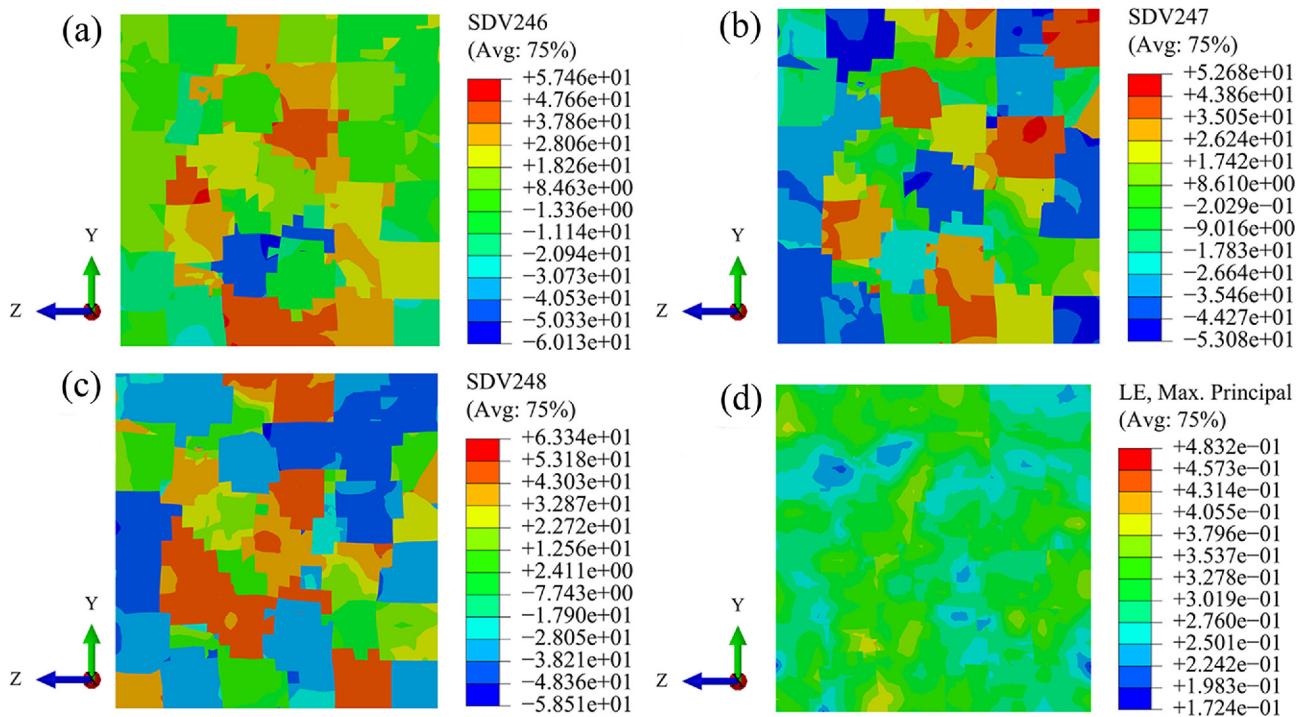 (a)
SDV246
(Avg: 75%)
+5.746e+01
+4.766e+01
+3.786e+01
+2.806e+01
+1.826e+01
+8.463e+00
−1.336e+00
−1.114e+01
−2.094e+01
−3.073e+01
−4.053e+01
−5.033e+01
−6.013e+01
Y
Z
X
(b)
SDV247
(Avg: 75%)
+5.268e+01
+4.386e+01
+3.505e+01
+2.624e+01
+1.742e+01
+8.610e+00
−2.029e−01
−9.016e+00
−1.783e+01
−2.664e+01
−3.546e+01
−4.427e+01
−5.308e+01
Y
Z
X
(c)
SDV248
(Avg: 75%)
+6.334e+01
+5.318e+01
+4.303e+01
+3.287e+01
+2.272e+01
+1.256e+01
+2.411e+00
−7.743e+00
−1.790e+01
−2.805e+01
−3.821e+01
−4.836e+01
−5.851e+01
Y
Z
X
(d)
LE, Max. Principal
(Avg: 75%)
+4.832e−01
+4.573e−01
+4.314e−01
+4.055e−01
+3.796e−01
+3.537e−01
+3.278e−01
+3.019e−01
+2.760e−01
+2.501e−01
+2.242e−01
+1.983e−01
+1.724e−01
Y
Z
X